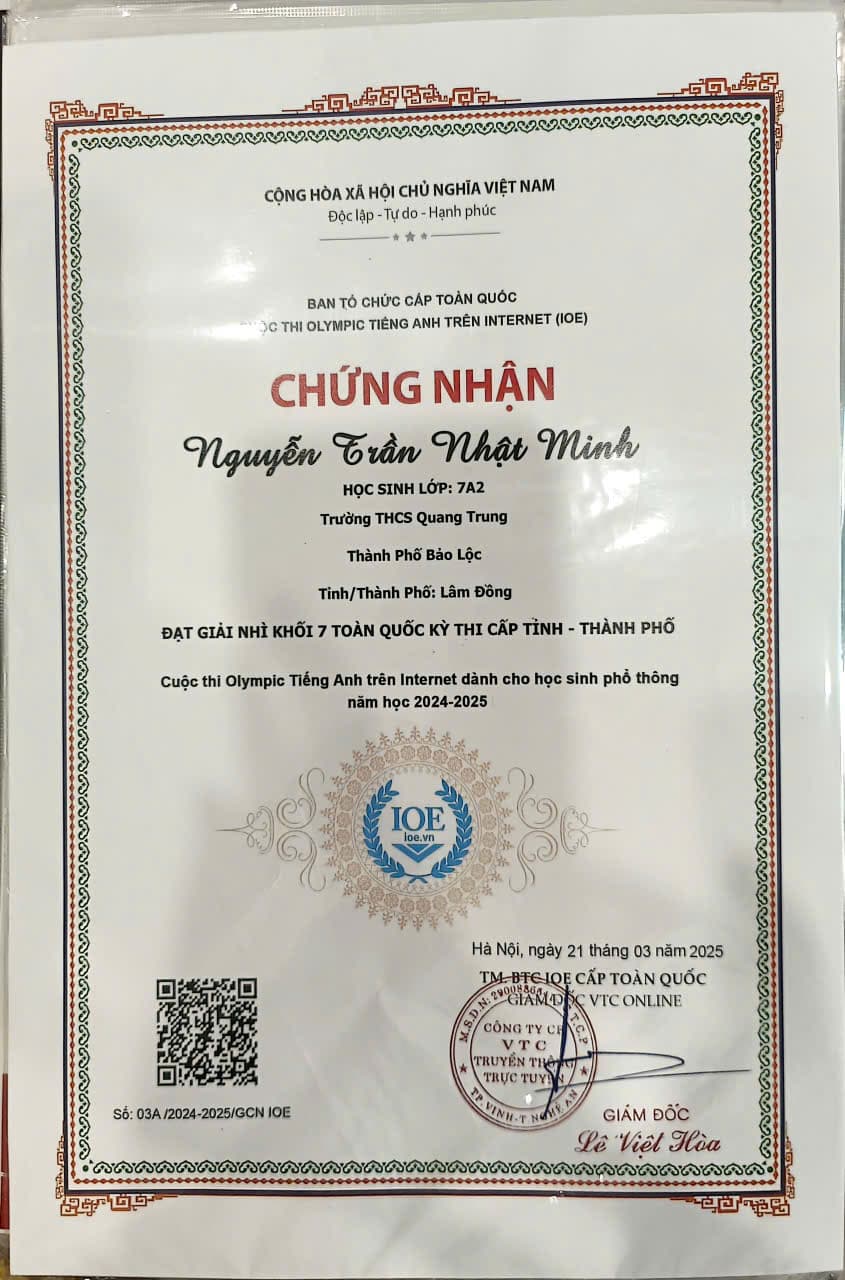 CỘNG HÒA XÃ HỘI CHỦ NGHĨA VIỆT NAM
Độc lập - Tự do - Hạnh phúc
BAN TỔ CHỨC CẤP TOÀN QUỐC
CUỘC THI OLYMPIC TIẾNG ANH TRÊN INTERNET (IOE)
CHỨNG NHẬN
Nguyễn Trần Nhật Minh
HỌC SINH LỚP: 7A2
Trường THCS Quang Trung
Thành Phố Bảo Lộc
Tỉnh/Thành Phố: Lâm Đồng
ĐẠT GIẢI NHÌ KHỐI 7 TOÀN QUỐC KỲ THI CẤP TỈNH - THÀNH PHỐ
Cuộc thi Olympic Tiếng Anh trên Internet dành cho học sinh phổ thông
năm học 2024-2025
IOE
ioe.vn
Hà Nội, ngày 21 tháng 03 năm 2025
TM. BTC IOE CẤP TOÀN QUỐC
GIÁM ĐỐC VTC ONLINE
M.S.D.N:
C.T.C.P
CÔNG TY CP
VTC
TRUYỀN THÔNG
TRỰC TUYẾN
TP VINH-T.NGHỆ AN
Số: 03A /2024-2025/GCN IOE
GIÁM ĐỐC
Lê Việt Hòa